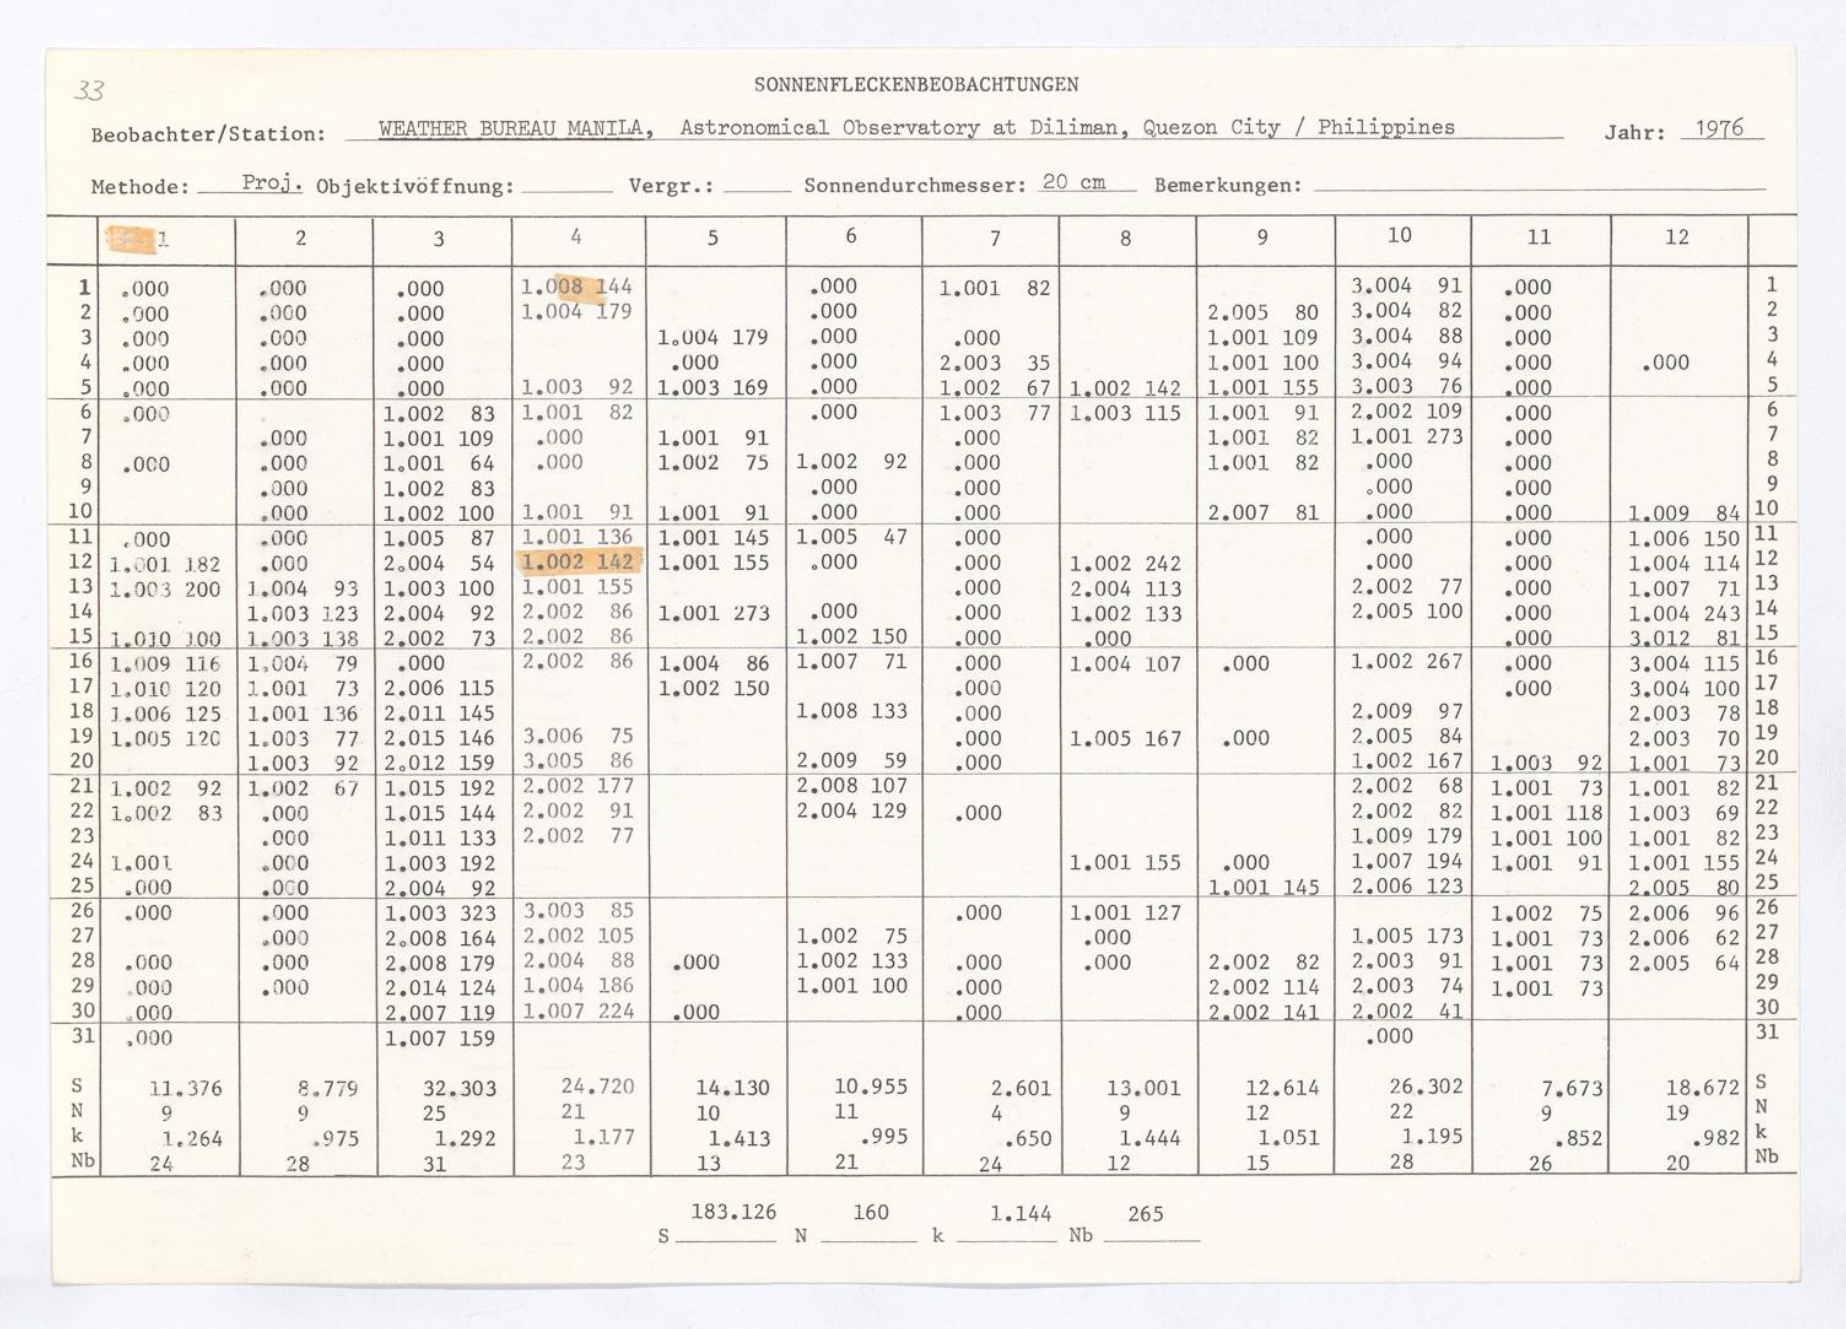 33
SONNENFLECKENBEOBACHTUNGEN
Beobachter/Station: WEATHER BUREAU MANILA, Astronomical Observatory at Diliman, Quezon City / Philippines Jahr: 1976
Methode: Proj. Objektivöffnung: Vergr.: Sonnendurchmesser: 20 cm Bemerkungen:
1 2 3 4 5 6 7 8 9 10 11 12
1 .000 .000 .000 1.008 144 .000 1.001 82 3.004 91 .000 1
2 .000 .000 .000 1.004 179 .000 2.005 80 3.004 82 .000 2
3 .000 .000 .000 1.004 179 .000 .000 1.001 109 3.004 88 .000 3
4 .000 .000 .000 .000 .000 2.003 35 1.001 100 3.004 94 .000 .000 4
5 .000 .000 .000 1.003 92 1.003 169 .000 1.002 67 1.002 142 1.001 155 3.003 76 .000 5
6 .000 1.002 83 1.001 82 .000 1.003 77 1.003 115 1.001 91 2.002 109 .000 6
7 .000 1.001 109 .000 1.001 91 .000 1.001 82 1.001 273 .000 7
8 .000 .000 1.001 64 .000 1.002 75 1.002 92 .000 1.001 82 .000 .000 8
9 .000 1.002 83 .000 .000 .000 .000 9
10 .000 1.002 100 1.001 91 1.001 91 .000 .000 2.007 81 .000 .000 1.009 84 10
11 .000 .000 1.005 87 1.001 136 1.001 145 1.005 47 .000 .000 .000 1.006 150 11
12 1.001 182 .000 2.004 54 1.002 142 1.001 155 .000 .000 1.002 242 .000 .000 1.004 114 12
13 1.003 200 1.004 93 1.003 100 1.001 155 .000 2.004 113 2.002 77 .000 1.007 71 13
14 1.003 123 2.004 92 2.002 86 1.001 273 .000 .000 1.002 133 2.005 100 .000 1.004 243 14
15 1.010 100 1.003 138 2.002 73 2.002 86 1.002 150 .000 .000 .000 3.012 81 15
16 1.009 116 1.004 79 .000 2.002 86 1.004 86 1.007 71 .000 1.004 107 .000 1.002 267 .000 3.004 115 16
17 1.010 120 1.001 73 2.006 115 1.002 150 .000 .000 3.004 100 17
18 1.006 125 1.001 136 2.011 145 1.008 133 .000 2.009 97 2.003 78 18
19 1.005 120 1.003 77 2.015 146 3.006 75 .000 1.005 167 .000 2.005 84 2.003 70 19
20 1.003 92 2.012 159 3.005 86 2.009 59 .000 1.002 167 1.003 92 1.001 73 20
21 1.002 92 1.002 67 1.015 192 2.002 177 2.008 107 2.002 68 1.001 73 1.001 82 21
22 1.002 83 .000 1.015 144 2.002 91 2.004 129 .000 2.002 82 1.001 118 1.003 69 22
23 .000 1.011 133 2.002 77 1.009 179 1.001 100 1.001 82 23
24 1.001 .000 1.003 192 1.001 155 .000 1.007 194 1.001 91 1.001 155 24
25 .000 .000 2.004 92 1.001 145 2.006 123 2.005 80 25
26 .000 .000 1.003 323 3.003 85 .000 1.001 127 1.002 75 2.006 96 26
27 .000 2.008 164 2.002 105 1.002 75 .000 1.005 173 1.001 73 2.006 62 27
28 .000 .000 2.008 179 2.004 88 .000 1.002 133 .000 .000 2.002 82 2.003 91 1.001 73 2.005 64 28
29 .000 .000 2.014 124 1.004 186 1.001 100 .000 2.002 114 2.003 74 1.001 73 29
30 .000 2.007 119 1.007 224 .000 .000 2.002 141 2.002 41 30
31 .000 1.007 159 .000 31
S 11.376 8.779 32.303 24.720 14.130 10.955 2.601 13.001 12.614 26.302 7.673 18.672 S
N 9 9 25 21 10 11 4 9 12 22 9 19 N
k 1.264 .975 1.292 1.177 1.413 .995 .650 1.444 1.051 1.195 .852 .982 k
Nb 24 28 31 23 13 21 24 12 15 28 26 20 Nb
S 183.126 N 160 k 1.144 Nb 265